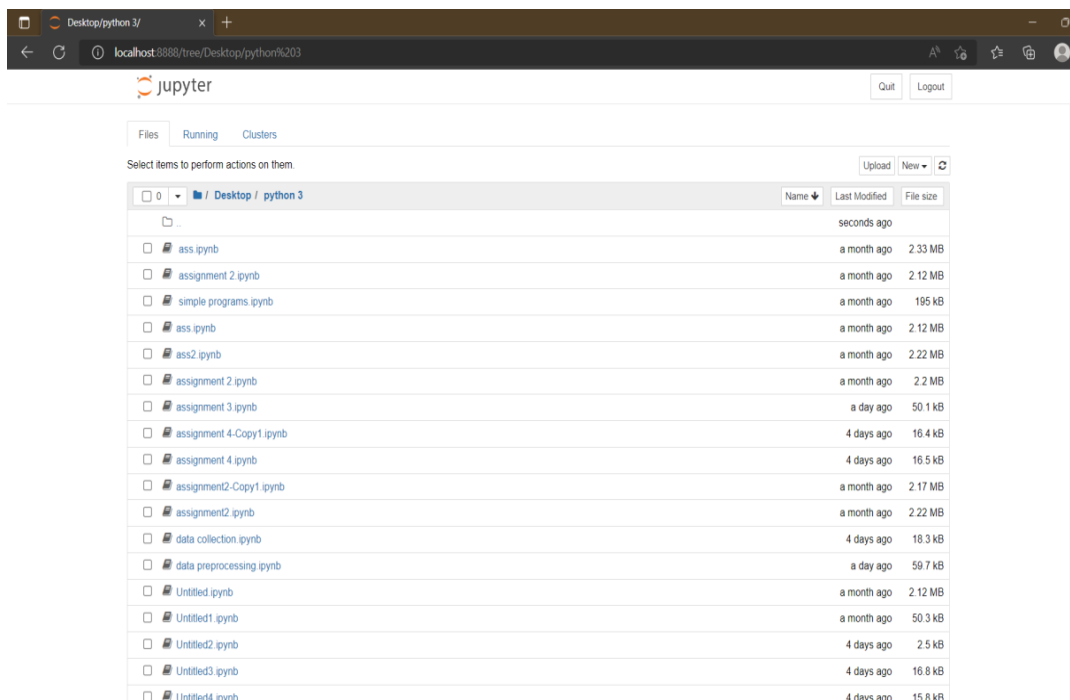 Desktop/python 3/
localhost:8888/tree/Desktop/python%203
jupyter
Quit Logout
Files Running Clusters
Select items to perform actions on them.
Upload New
0 / Desktop / python 3 Name Last Modified File size
.. seconds ago
ass.ipynb a month ago 2.33 MB
assignment 2.ipynb a month ago 2.12 MB
simple programs.ipynb a month ago 195 kB
ass.ipynb a month ago 2.12 MB
ass2.ipynb a month ago 2.22 MB
assignment 2.ipynb a month ago 2.2 MB
assignment 3.ipynb a day ago 50.1 kB
assignment 4-Copy1.ipynb 4 days ago 16.4 kB
assignment 4.ipynb 4 days ago 16.5 kB
assignment2-Copy1.ipynb a month ago 2.17 MB
assignment2.ipynb a month ago 2.22 MB
data collection.ipynb 4 days ago 18.3 kB
data preprocessing.ipynb a day ago 59.7 kB
Untitled.ipynb a month ago 2.12 MB
Untitled1.ipynb a month ago 50.3 kB
Untitled2.ipynb 4 days ago 2.5 kB
Untitled3.ipynb 4 days ago 16.8 kB
Untitled4.ipynb 4 days ago 15.8 kB